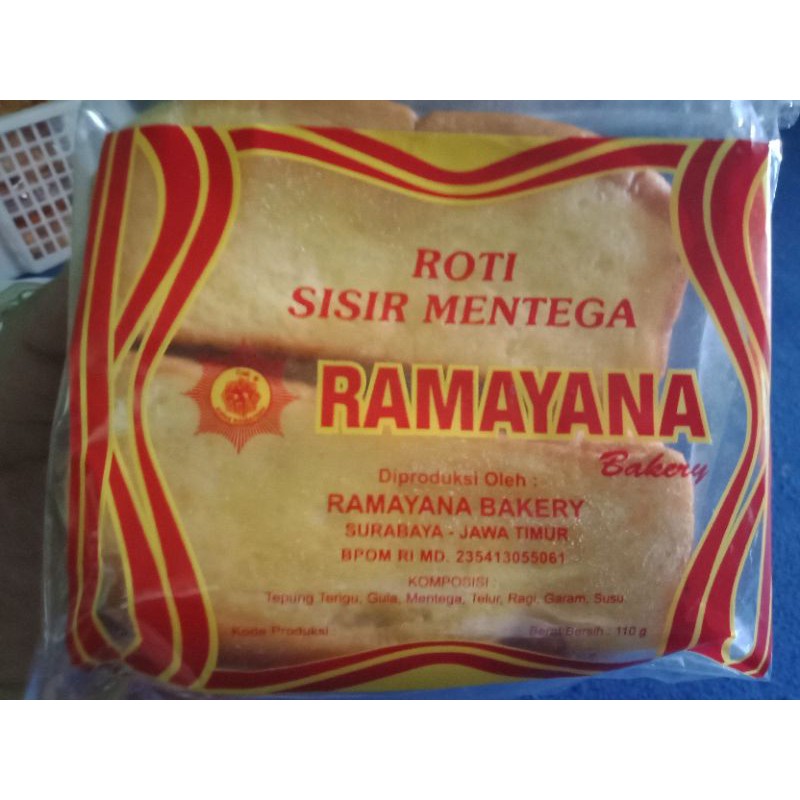 ROTI
SISIR MENTEGA
RAMAYANA
Bakery
Diproduksi Oleh :
RAMAYANA BAKERY
SURABAYA - JAWA TIMUR
BPOM RI MD. 235413055061
KOMPOSISI :
Tepung Terigu, Gula, Mentega, Telur, Ragi, Garam, Susu
Kode Produksi :
Berat Bersih : 110 g